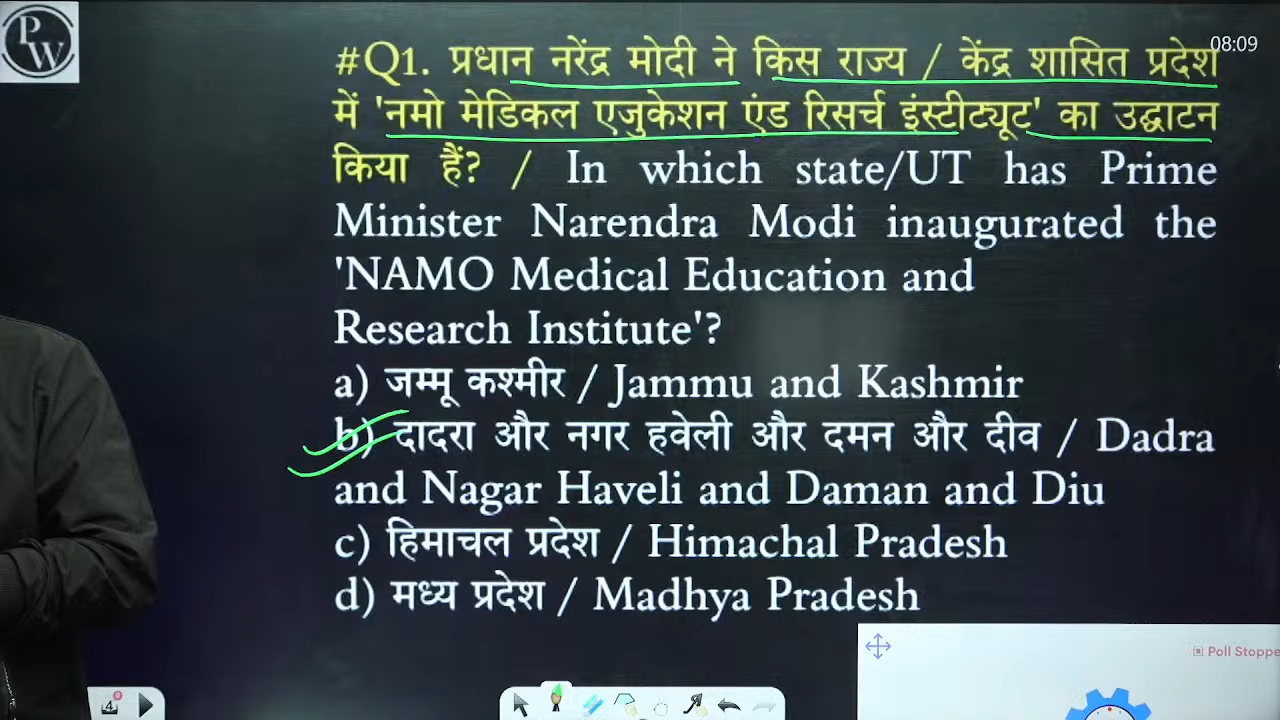 PW
08:09
#Q1. प्रधान नरेंद्र मोदी ने किस राज्य / केंद्र शासित प्रदेश
में 'नमो मेडिकल एजुकेशन एंड रिसर्च इंस्टीट्यूट' का उद्घाटन
किया हैं? / In which state/UT has Prime
Minister Narendra Modi inaugurated the
'NAMO Medical Education and
Research Institute'?
a) जम्मू कश्मीर / Jammu and Kashmir
b) दादरा और नगर हवेली और दमन और दीव / Dadra
and Nagar Haveli and Daman and Diu
c) हिमाचल प्रदेश / Himachal Pradesh
d) मध्य प्रदेश / Madhya Pradesh
Poll Stoppe
4